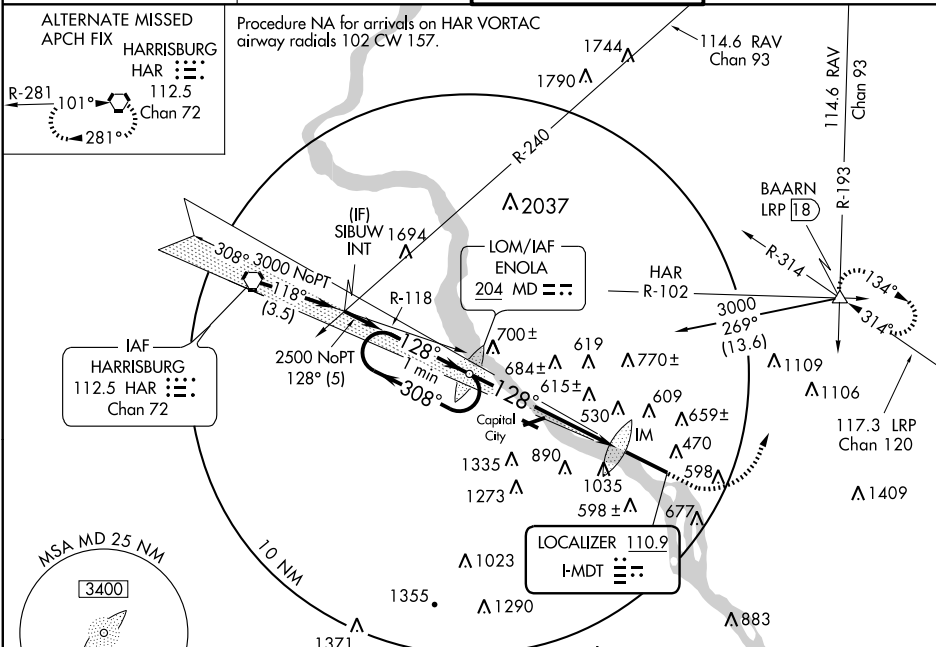 ALTERNATE MISSED
APCH FIX
HARRISBURG
HAR
112.5
Chan 72
R-281
101°
281°
Procedure NA for arrivals on HAR VORTAC
airway radials 102 CW 157.
1744
1790
114.6 RAV
Chan 93
114.6 RAV
Chan 93
R-240
R-193
2037
BAARN
LRP 18
(IF)
SIBUW
INT
1694
LOM/IAF
ENOLA
204 MD
R-314
134°
314°
HAR
R-102
3000
269°
(13.6)
308° 3000 NoPT
118°
(3.5)
R-118
2500 NoPT
128° (5)
128°
1 min
308°
128°
IAF
HARRISBURG
112.5 HAR
Chan 72
700 ±
684 ±
619
770 ±
615 ±
609
530
659 ±
1109
1106
117.3 LRP
Chan 120
Capital
City
IM
470
598
1335
890
1273
1035
598 ±
677
1409
LOCALIZER 110.9
I-MDT
MSA MD 25 NM
3400
10 NM
1023
1355
1290
1371
883